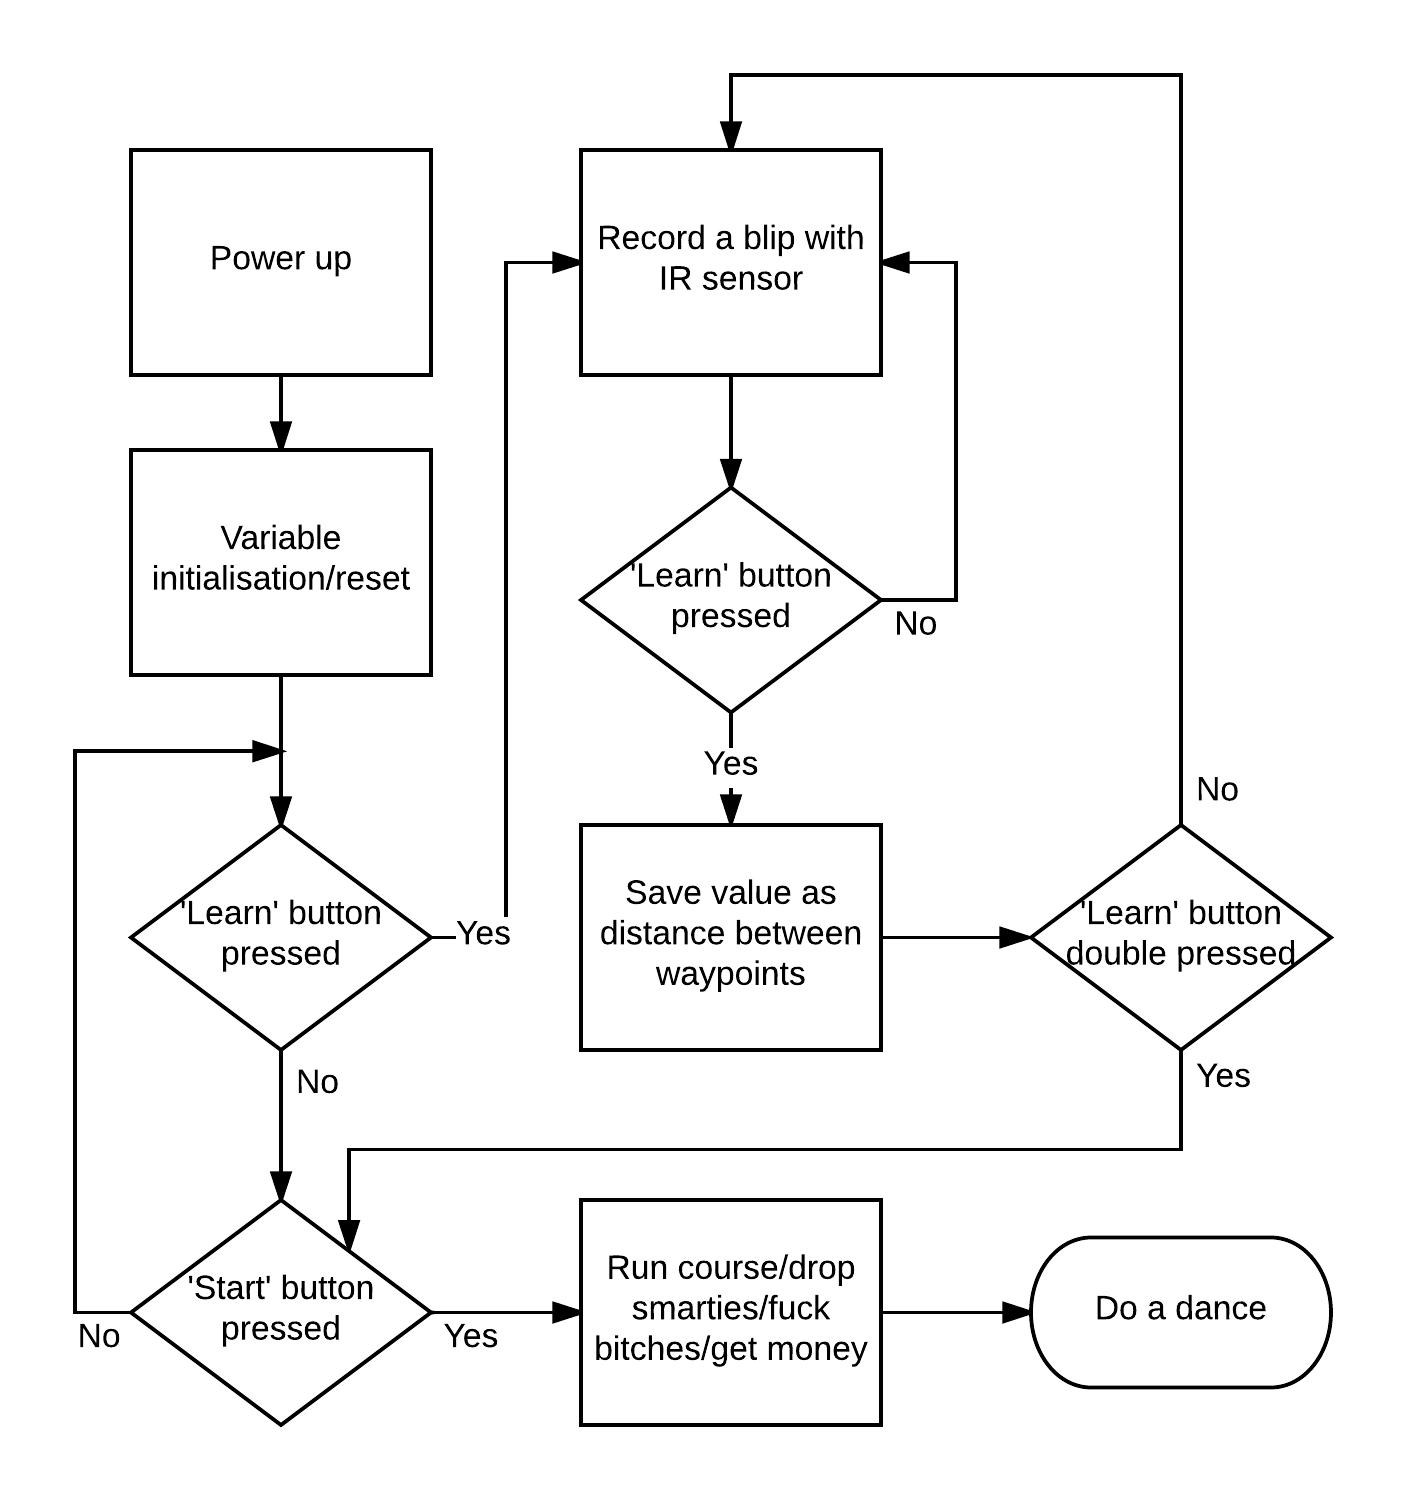 Power up
Variable
initialisation/reset
'Learn' button
pressed
Yes
No
'Start' button
pressed
No
Yes
Record a blip with
IR sensor
'Learn' button
pressed
No
Yes
Save value as
distance between
waypoints
'Learn' button
double pressed
No
Yes
Run course/drop
smarties/fuck
bitches/get money
Do a dance